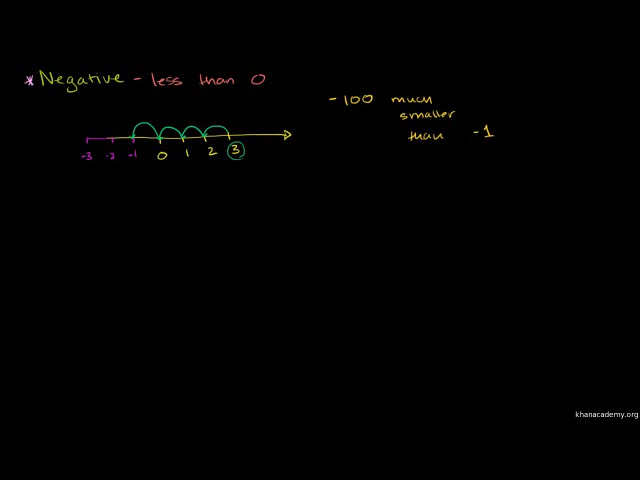 * Negative - less than 0
-100 much
smaller
than -1
-3 -2 -1 0 1 2 3
khanacademy.org